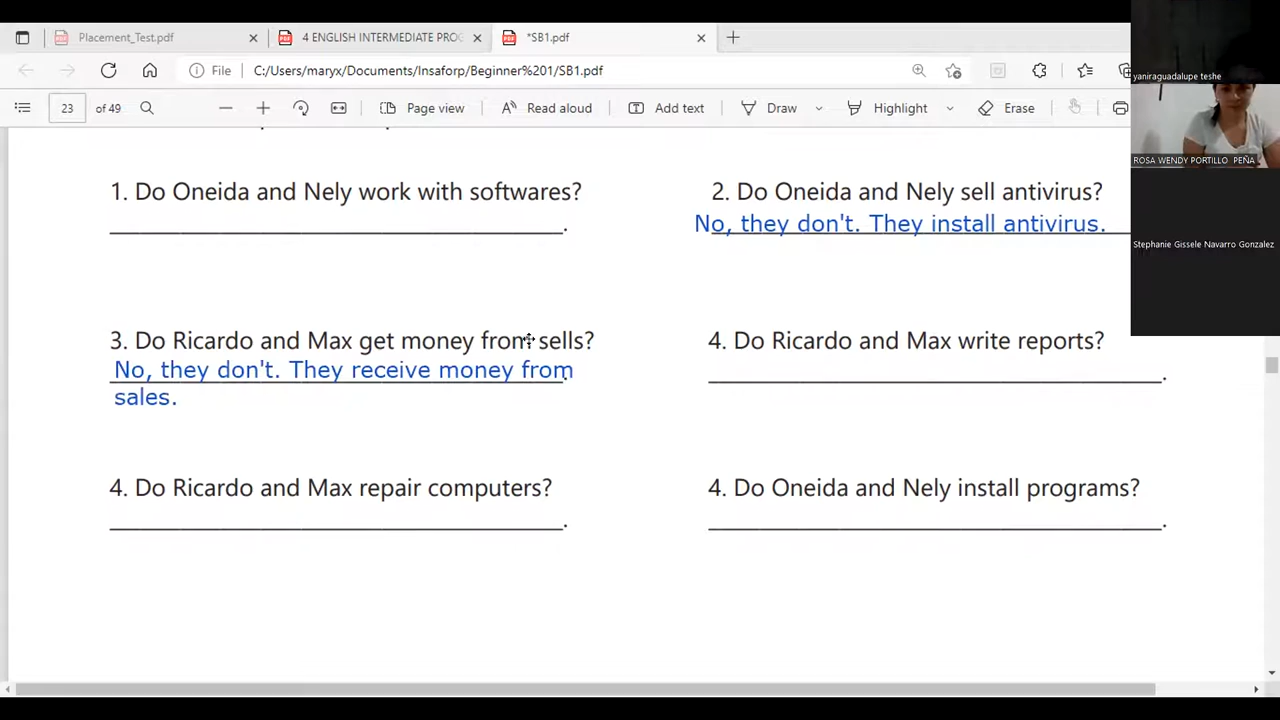 Placement_Test.pdf
4 ENGLISH INTERMEDIATE PROG
*SB1.pdf
File
C:/Users/maryx/Documents/Insaforp/Beginner%201/SB1.pdf
23 of 49
Page view
Read aloud
Add text
Draw
Highlight
Erase
yaniraguadalupe teshe
ROSA WENDY PORTILLO PEÑA
Stephanie Gissele Navarro Gonzalez
1. Do Oneida and Nely work with softwares?
____________________________________.
2. Do Oneida and Nely sell antivirus?
No, they don't. They install antivirus.
3. Do Ricardo and Max get money from sells?
No, they don't. They receive money from
sales.
4. Do Ricardo and Max write reports?
____________________________________.
4. Do Ricardo and Max repair computers?
____________________________________.
4. Do Oneida and Nely install programs?
____________________________________.